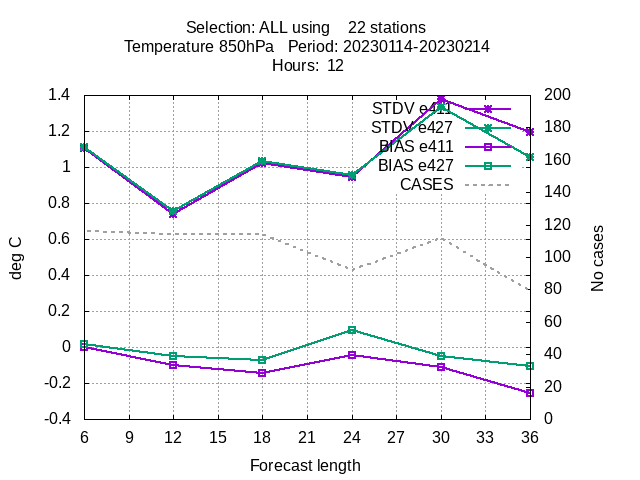 Selection: ALL using    22 stations
Temperature 850hPa   Period: 20230114-20230214
Hours:  12
1.4
1.2
1
0.8
0.6
0.4
0.2
0
-0.2
-0.4
200
180
160
140
120
100
80
60
40
20
0
STDV e411
STDV e427
BIAS e411
BIAS e427
CASES
deg C
No cases
6 9 12 15 18 21 24 27 30 33 36
Forecast length